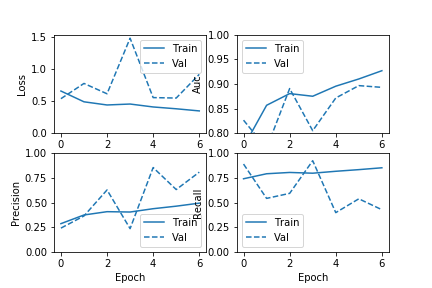 Loss
1.5
1.0
0.5
0.0
0 2 4 6
Train
Val
Auc
1.00
0.95
0.90
0.85
0.80
0 2 4 6
Train
Val
Precision
1.00
0.75
0.50
0.25
0.00
0 2 4 6
Epoch
Train
Val
Recall
1.00
0.75
0.50
0.25
0.00
0 2 4 6
Epoch
Train
Val